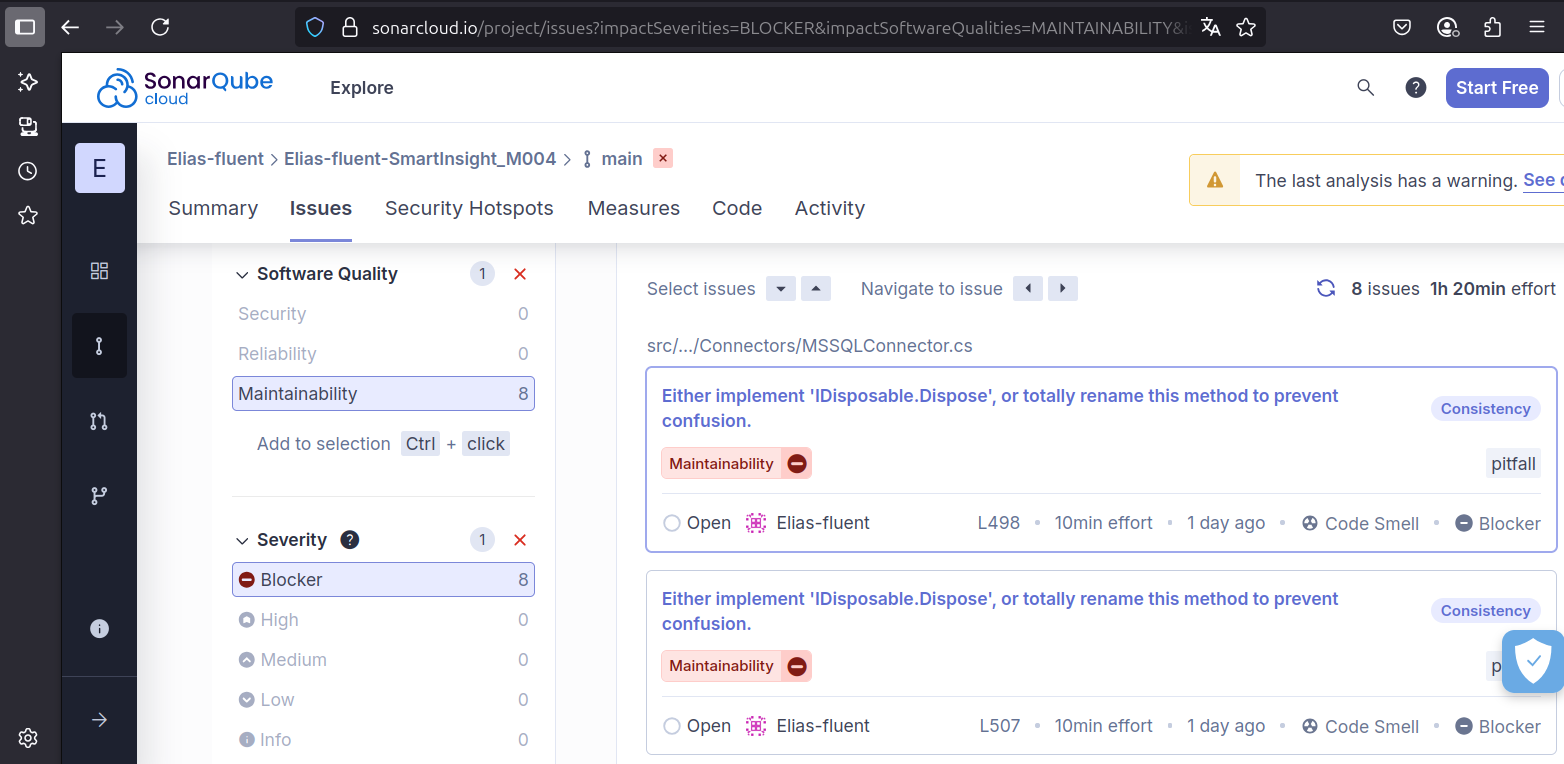 sonarcloud.io/project/issues?impactSeverities=BLOCKER&impactSoftwareQualities=MAINTAINABILITY&i
SonarQube
cloud
Explore
?
Start Free
E
Elias-fluent > Elias-fluent-SmartInsight_M004 > main
The last analysis has a warning. See
Summary Issues Security Hotspots Measures Code Activity
Software Quality 1
Security 0
Reliability 0
Maintainability 8
Add to selection Ctrl + click
Severity ? 1
Blocker 8
High 0
Medium 0
Low 0
Info 0
Select issues Navigate to issue 8 issues 1h 20min effort
src/.../Connectors/MSSQLConnector.cs
Either implement 'IDisposable.Dispose', or totally rename this method to prevent
confusion.
Consistency
Maintainability
pitfall
Open Elias-fluent L498 • 10min effort • 1 day ago • Code Smell • Blocker
Either implement 'IDisposable.Dispose', or totally rename this method to prevent
confusion.
Consistency
Maintainability
Open Elias-fluent L507 • 10min effort • 1 day ago • Code Smell • Blocker